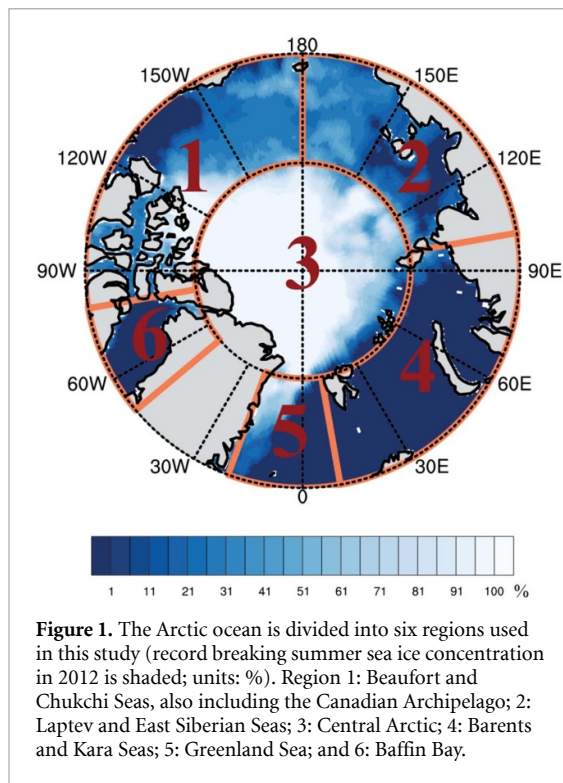 180
150W 150E
120W 1 2 120E
3
90W 90E
6 4
60W 60E
5
30W 30E
0
1 11 21 31 41 51 61 71 81 91 100 %
Figure 1. The Arctic ocean is divided into six regions used
in this study (record breaking summer sea ice concentration
in 2012 is shaded; units: %). Region 1: Beaufort and
Chukchi Seas, also including the Canadian Archipelago; 2:
Laptev and East Siberian Seas; 3: Central Arctic; 4: Barents
and Kara Seas; 5: Greenland Sea; and 6: Baffin Bay.